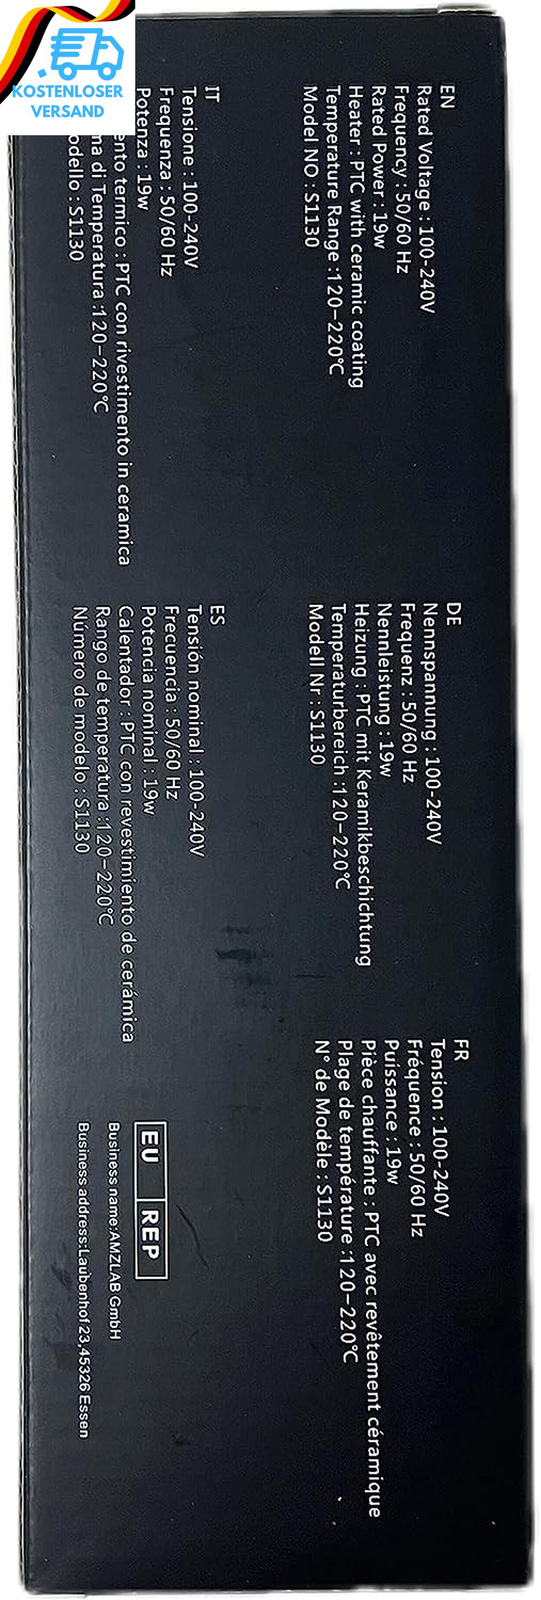 KOSTENLOSER
VERSAND
EN
Rated Voltage : 100-240V
Frequency : 50/60 Hz
Rated Power : 19w
Heater : PTC with ceramic coating
Temperature Range :120-220℃
Model NO : S1130
DE
Nennspannung : 100-240V
Frequenz : 50/60 Hz
Nennleistung : 19w
Heizung : PTC mit Keramikbeschichtung
Temperaturbereich :120-220℃
Modell Nr : S1130
FR
Tension : 100-240V
Fréquence : 50/60 Hz
Puissance : 19w
Pièce chauffante : PTC avec revêtement céramique
Plage de température :120-220℃
N° de Modèle : S1130
IT
Tensione : 100-240V
Frequenza : 50/60 Hz
Potenza : 19w
ento termico : PTC con rivestimento in ceramica
ma di Temperatura :120-220℃
odello : S1130
ES
Tensión nominal : 100-240V
Frecuencia : 50/60 Hz
Potencia nominal : 19w
Calentador : PTC con revestimiento de cerámica
Rango de temperatura :120-220℃
Número de modelo : S1130
EU REP
Business name:AMZLAB GmbH
Business address:Laubenhof 23,45326 Essen